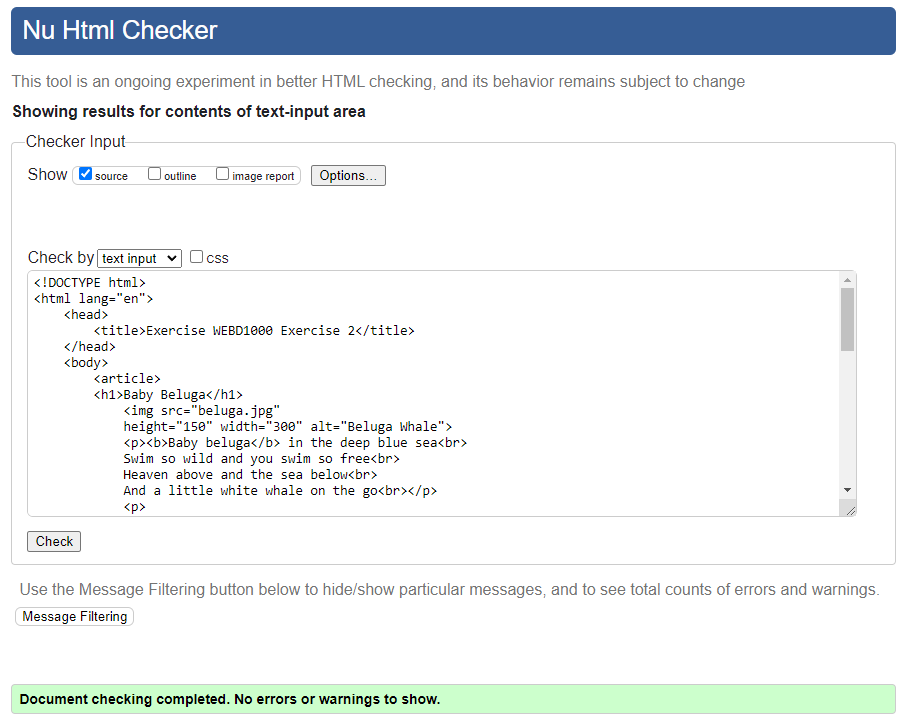 Nu Html Checker
This tool is an ongoing experiment in better HTML checking, and its behavior remains subject to change
Showing results for contents of text-input area
Checker Input
Show source outline image report Options...
Check by text input css
<!DOCTYPE html>
<html lang="en">
    <head>
        <title>Exercise WEBD1000 Exercise 2</title>
    </head>
    <body>
        <article>
        <h1>Baby Beluga</h1>
            <img src="beluga.jpg"
            height="150" width="300" alt="Beluga Whale">
            <p><b>Baby beluga</b> in the deep blue sea<br>
            Swim so wild and you swim so free<br>
            Heaven above and the sea below<br>
            And a little white whale on the go<br></p>
            <p>
Check
Use the Message Filtering button below to hide/show particular messages, and to see total counts of errors and warnings.
Message Filtering
Document checking completed. No errors or warnings to show.